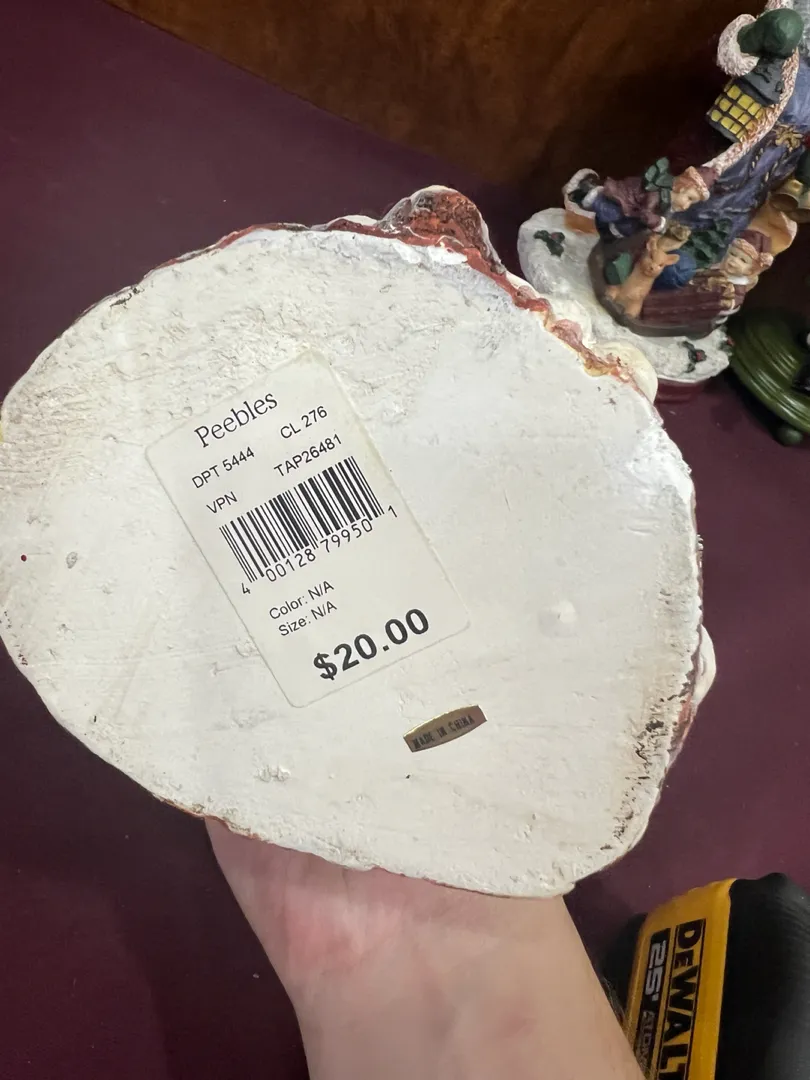 Peebles
DPT 5444 CL 276
VPN TAP26481
4 00128 79950 1
Color: N/A
Size: N/A
$20.00
MADE IN CHINA
DEWALT
25'